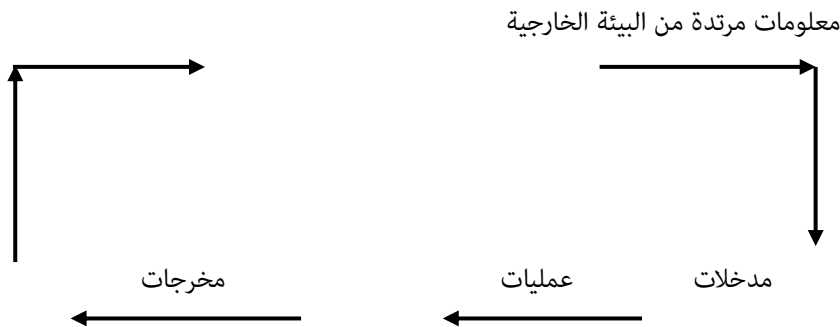 معلومات مرتدة من البيئة الخارجية
مدخلات عمليات مخرجات